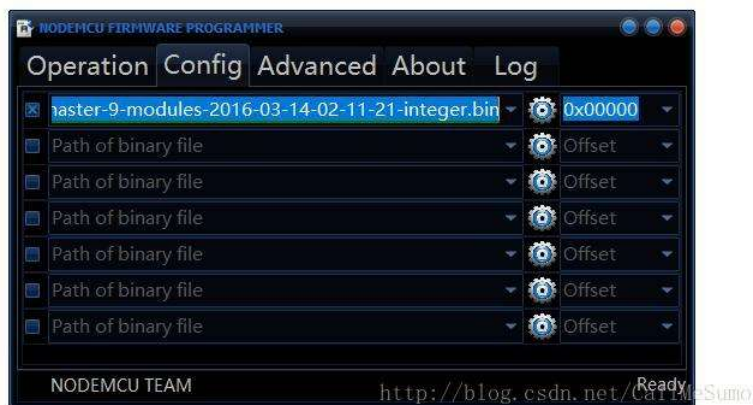 NODEMCU FIRMWARE PROGRAMMER
Operation Config Advanced About Log
master-9-modules-2016-03-14-02-11-21-integer.bin 0x00000
Path of binary file Offset
Path of binary file Offset
Path of binary file Offset
Path of binary file Offset
Path of binary file Offset
Path of binary file Offset
NODEMCU TEAM Ready
http://blog.csdn.net/CallMeSumo